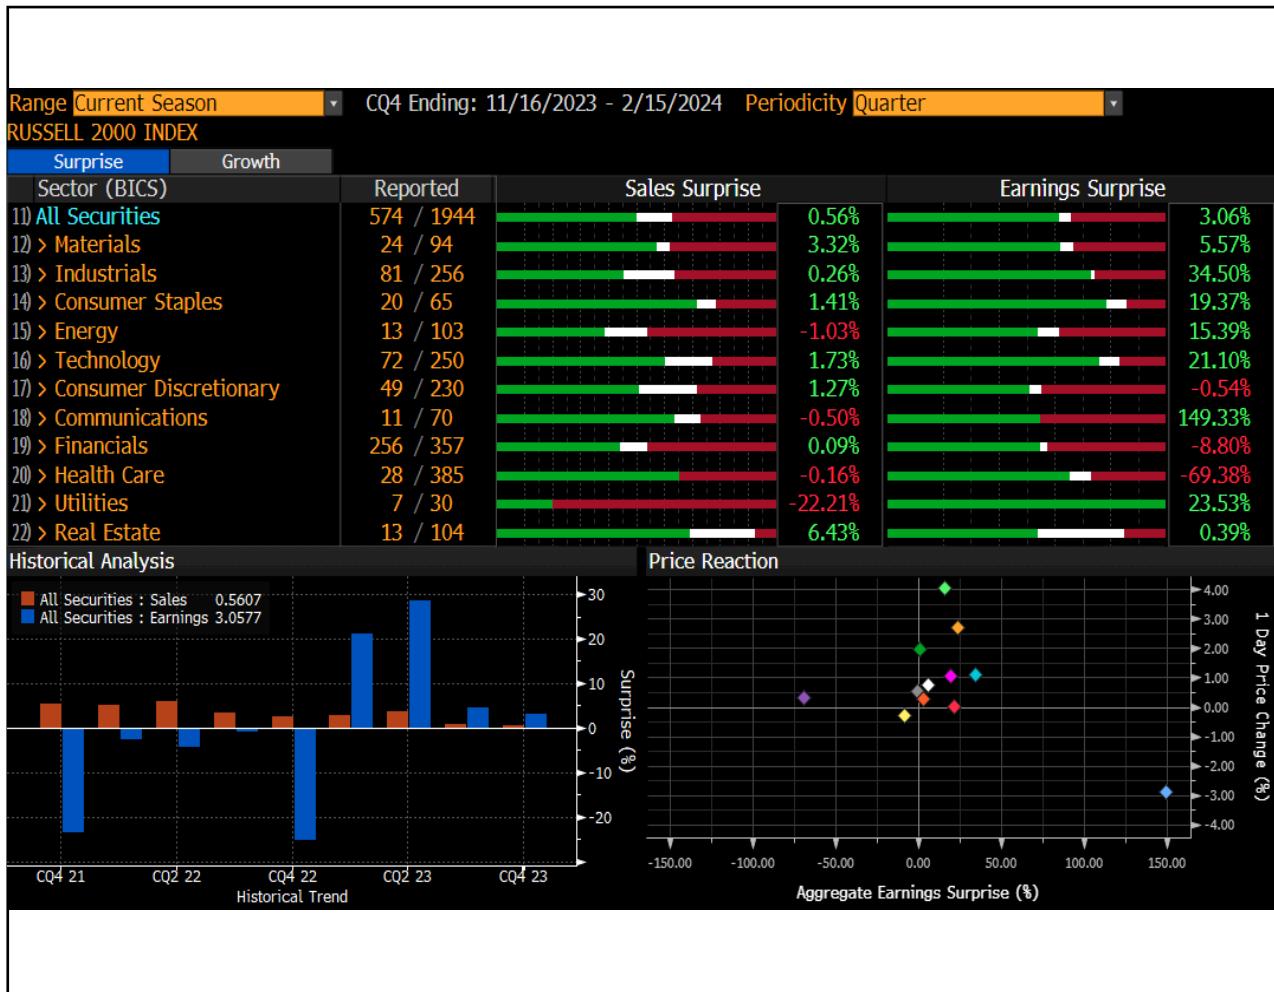 Range Current Season CQ4 Ending: 11/16/2023 - 2/15/2024 Periodicity Quarter
RUSSELL 2000 INDEX
Surprise Growth
Sector (BICS) Reported Sales Surprise Earnings Surprise
11) All Securities 574 / 1944 0.56% 3.06%
12) > Materials 24 / 94 3.32% 5.57%
13) > Industrials 81 / 256 0.26% 34.50%
14) > Consumer Staples 20 / 65 1.41% 19.37%
15) > Energy 13 / 103 -1.03% 15.39%
16) > Technology 72 / 250 1.73% 21.10%
17) > Consumer Discretionary 49 / 230 1.27% -0.54%
18) > Communications 11 / 70 -0.50% 149.33%
19) > Financials 256 / 357 0.09% -8.80%
20) > Health Care 28 / 385 -0.16% -69.38%
21) > Utilities 7 / 30 -22.21% 23.53%
22) > Real Estate 13 / 104 6.43% 0.39%
Historical Analysis
All Securities : Sales 0.5607
All Securities : Earnings 3.0577
30
20
10
0
-10
-20
Surprise (%)
CQ4 21 CQ2 22 CQ4 22 CQ2 23 CQ4 23
Historical Trend
Price Reaction
4.00
3.00
2.00
1.00
0.00
-1.00
-2.00
-3.00
-4.00
1 Day Price Change (%)
-150.00 -100.00 -50.00 0.00 50.00 100.00 150.00
Aggregate Earnings Surprise (%)